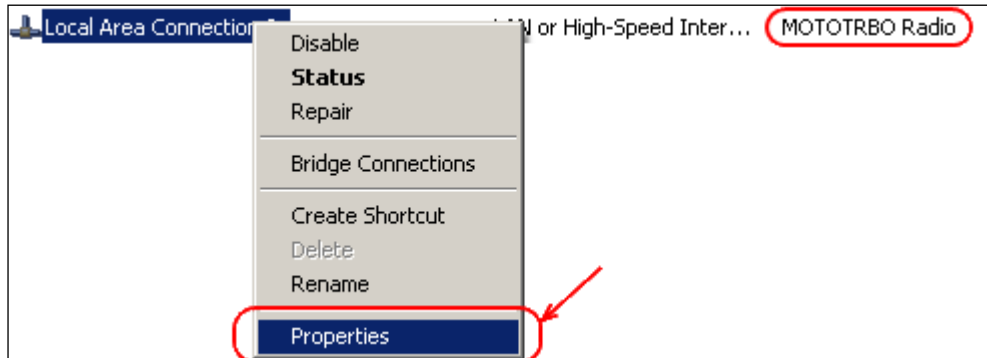 Local Area Connection
or High-Speed Inter...
MOTOTRBO Radio
Disable
Status
Repair
Bridge Connections
Create Shortcut
Delete
Rename
Properties